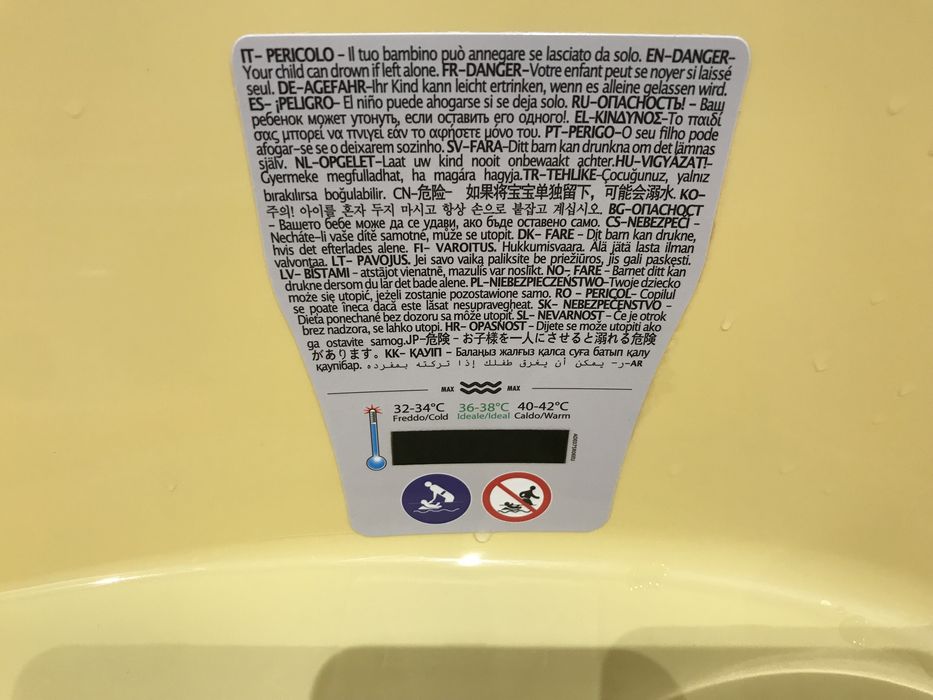 IT- PERICOLO - Il tuo bambino può annegare se lasciato da solo. EN-DANGER-
Your child can drown if left alone. FR-DANGER-Votre enfant peut se noyer si laissé
seul. DE-AGEFAHR-Ihr Kind kann leicht ertrinken, wenn es alleine gelassen wird.
ES- ¡PELIGRO- El niño puede ahogarse si se deja solo. RU-ОПАСНОСТЬ! - Ваш
ребенок может утонуть, если оставить его одного!. EL-ΚΙΝΔΥΝΟΣ-Το παιδί
σας μπορεί να πνιγεί εάν το αφήσετε μόνο του. PT-PERIGO-O seu filho pode
afogar-se se o deixarem sozinho. SV-FARA-Ditt barn kan drunkna om det lämnas
själv. NL-OPGELET-Laat uw kind nooit onbewaakt achter.HU-VIGYÁZAT!-
Gyermeke megfulladhat, ha magára hagyja.TR-TEHLİKE-Çocuğunuz, yalnız
bırakılırsa boğulabilir. CN-危险- 如果将宝宝单独留下，可能会溺水. KO-
주의! 아이를 혼자 두지 마시고 항상 손으로 붙잡고 계십시오. BG-ОПАСНОСТ
- Вашето бебе може да се удави, ако бъде оставено само. CS-NEBEZPEČÍ -
Necháte-li vaše dítě samotné, může se utopit. DK- FARE - Dit barn kan drukne,
hvis det efterlades alene. FI- VAROITUS. Hukkumisvaara. Älä jätä lasta ilman
valvontaa. LT- PAVOJUS. Jei savo vaiką paliksite be priežiūros, jis gali paskęsti.
LV- BĪSTAMI - atstājot vienatnē, mazulis var noslīkt. NO- FARE - Barnet ditt kan
drukne dersom du lar det bade alene. PL-NIEBEZPIECZEŃSTWO-Twoje dziecko
może się utopić, jeżeli zostanie pozostawione samo. RO - PERICOL- Copilul
se poate îneca dacă este lăsat nesupravegheat. SK- NEBEZPEČENSTVO -
Dieťa ponechané bez dozoru sa môže utopiť. SL- NEVARNOST - Če je otrok
brez nadzora, se lahko utopi. HR- OPASNOST - Dijete se može utopiti ako
ga ostavite samog.JP-危険 - お子様を一人にさせると溺れる危険
があります。KK- ҚАУІП - Балаңыз жалғыз қалса суға батып қалу
қаупібар. AR-ر- يمكن أن يغرق طفلك إذا تركته بمفرده.
MAX MAX
32-34°C 36-38°C 40-42°C
Freddo/Cold Ideale/Ideal Caldo/Warm